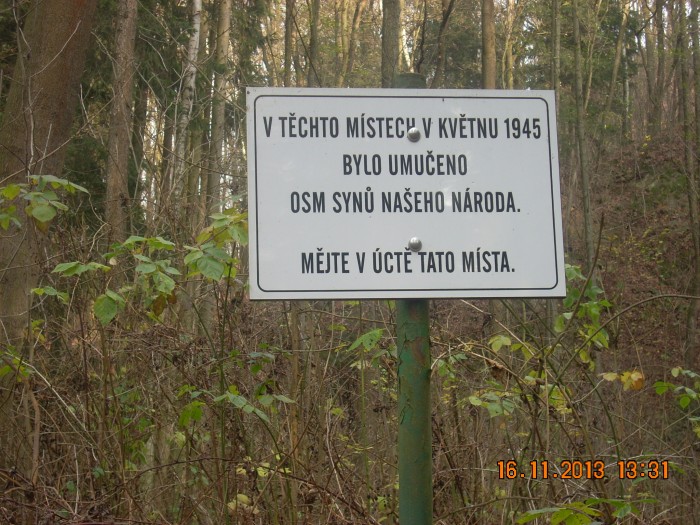 V TĚCHTO MÍSTECH V KVĚTNU 1945
BYLO UMUČENO
OSM SYNŮ NAŠEHO NÁRODA.
MĚJTE V ÚCTĚ TATO MÍSTA.
16.11.2013 13:31